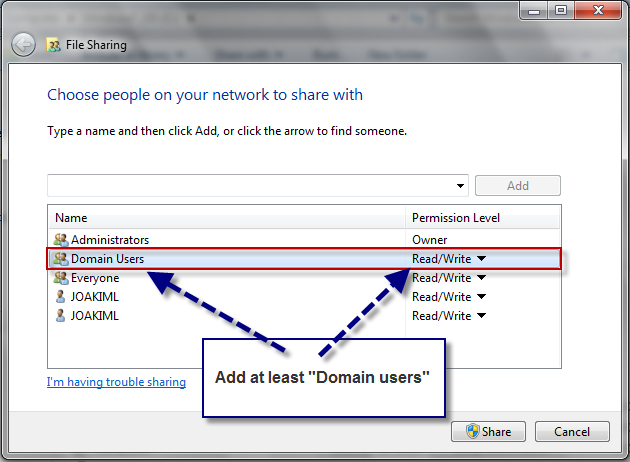 File Sharing
Choose people on your network to share with
Type a name and then click Add, or click the arrow to find someone.
Add
Name Permission Level
Administrators Owner
Domain Users Read/Write
Everyone Read/Write
JOAKIML Read/Write
JOAKIML Read/Write
Add at least "Domain users"
I'm having trouble sharing
Share Cancel